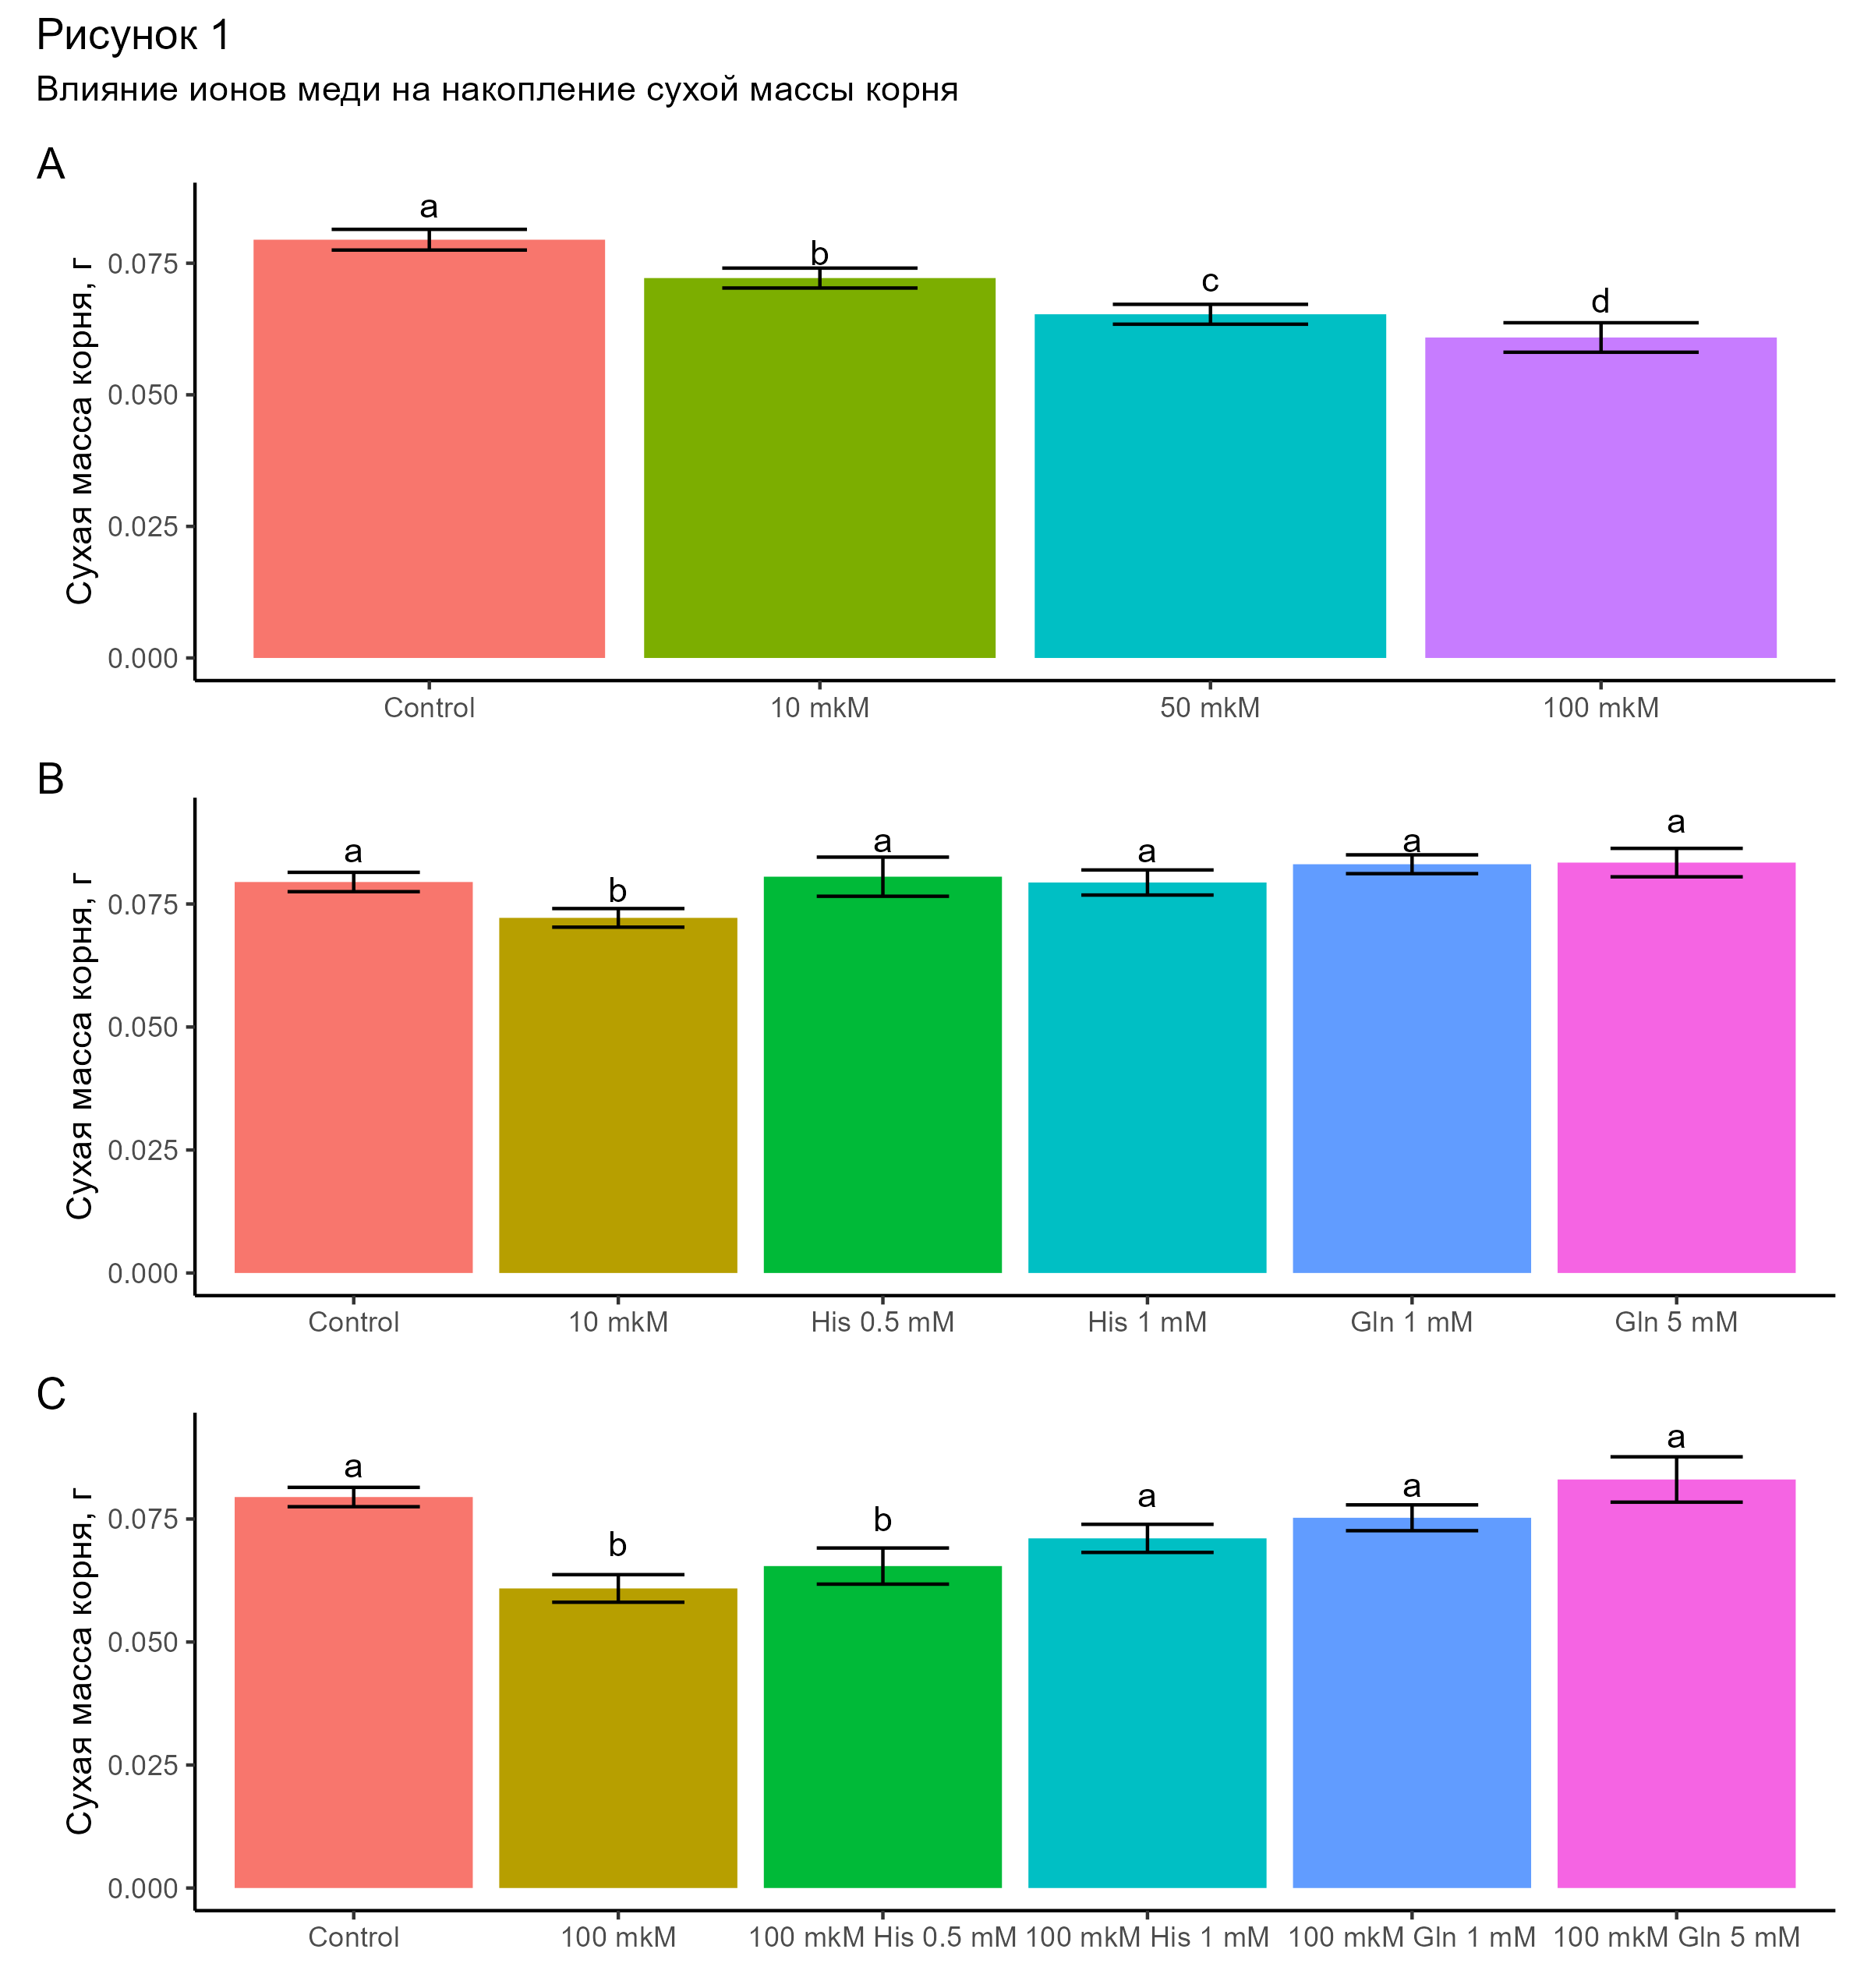 Рисунок 1
Влияние ионов меди на накопление сухой массы корня
A
Сухая масса корня, г
0.075
0.050
0.025
0.000
a
b
c
d
Control 10 mkM 50 mkM 100 mkM
B
Сухая масса корня, г
0.075
0.050
0.025
0.000
a
b
a
a
a
a
Control 10 mkM His 0.5 mM His 1 mM Gln 1 mM Gln 5 mM
C
Сухая масса корня, г
0.075
0.050
0.025
0.000
a
b
b
a
a
a
Control 100 mkM 100 mkM His 0.5 mM 100 mkM His 1 mM 100 mkM Gln 1 mM 100 mkM Gln 5 mM